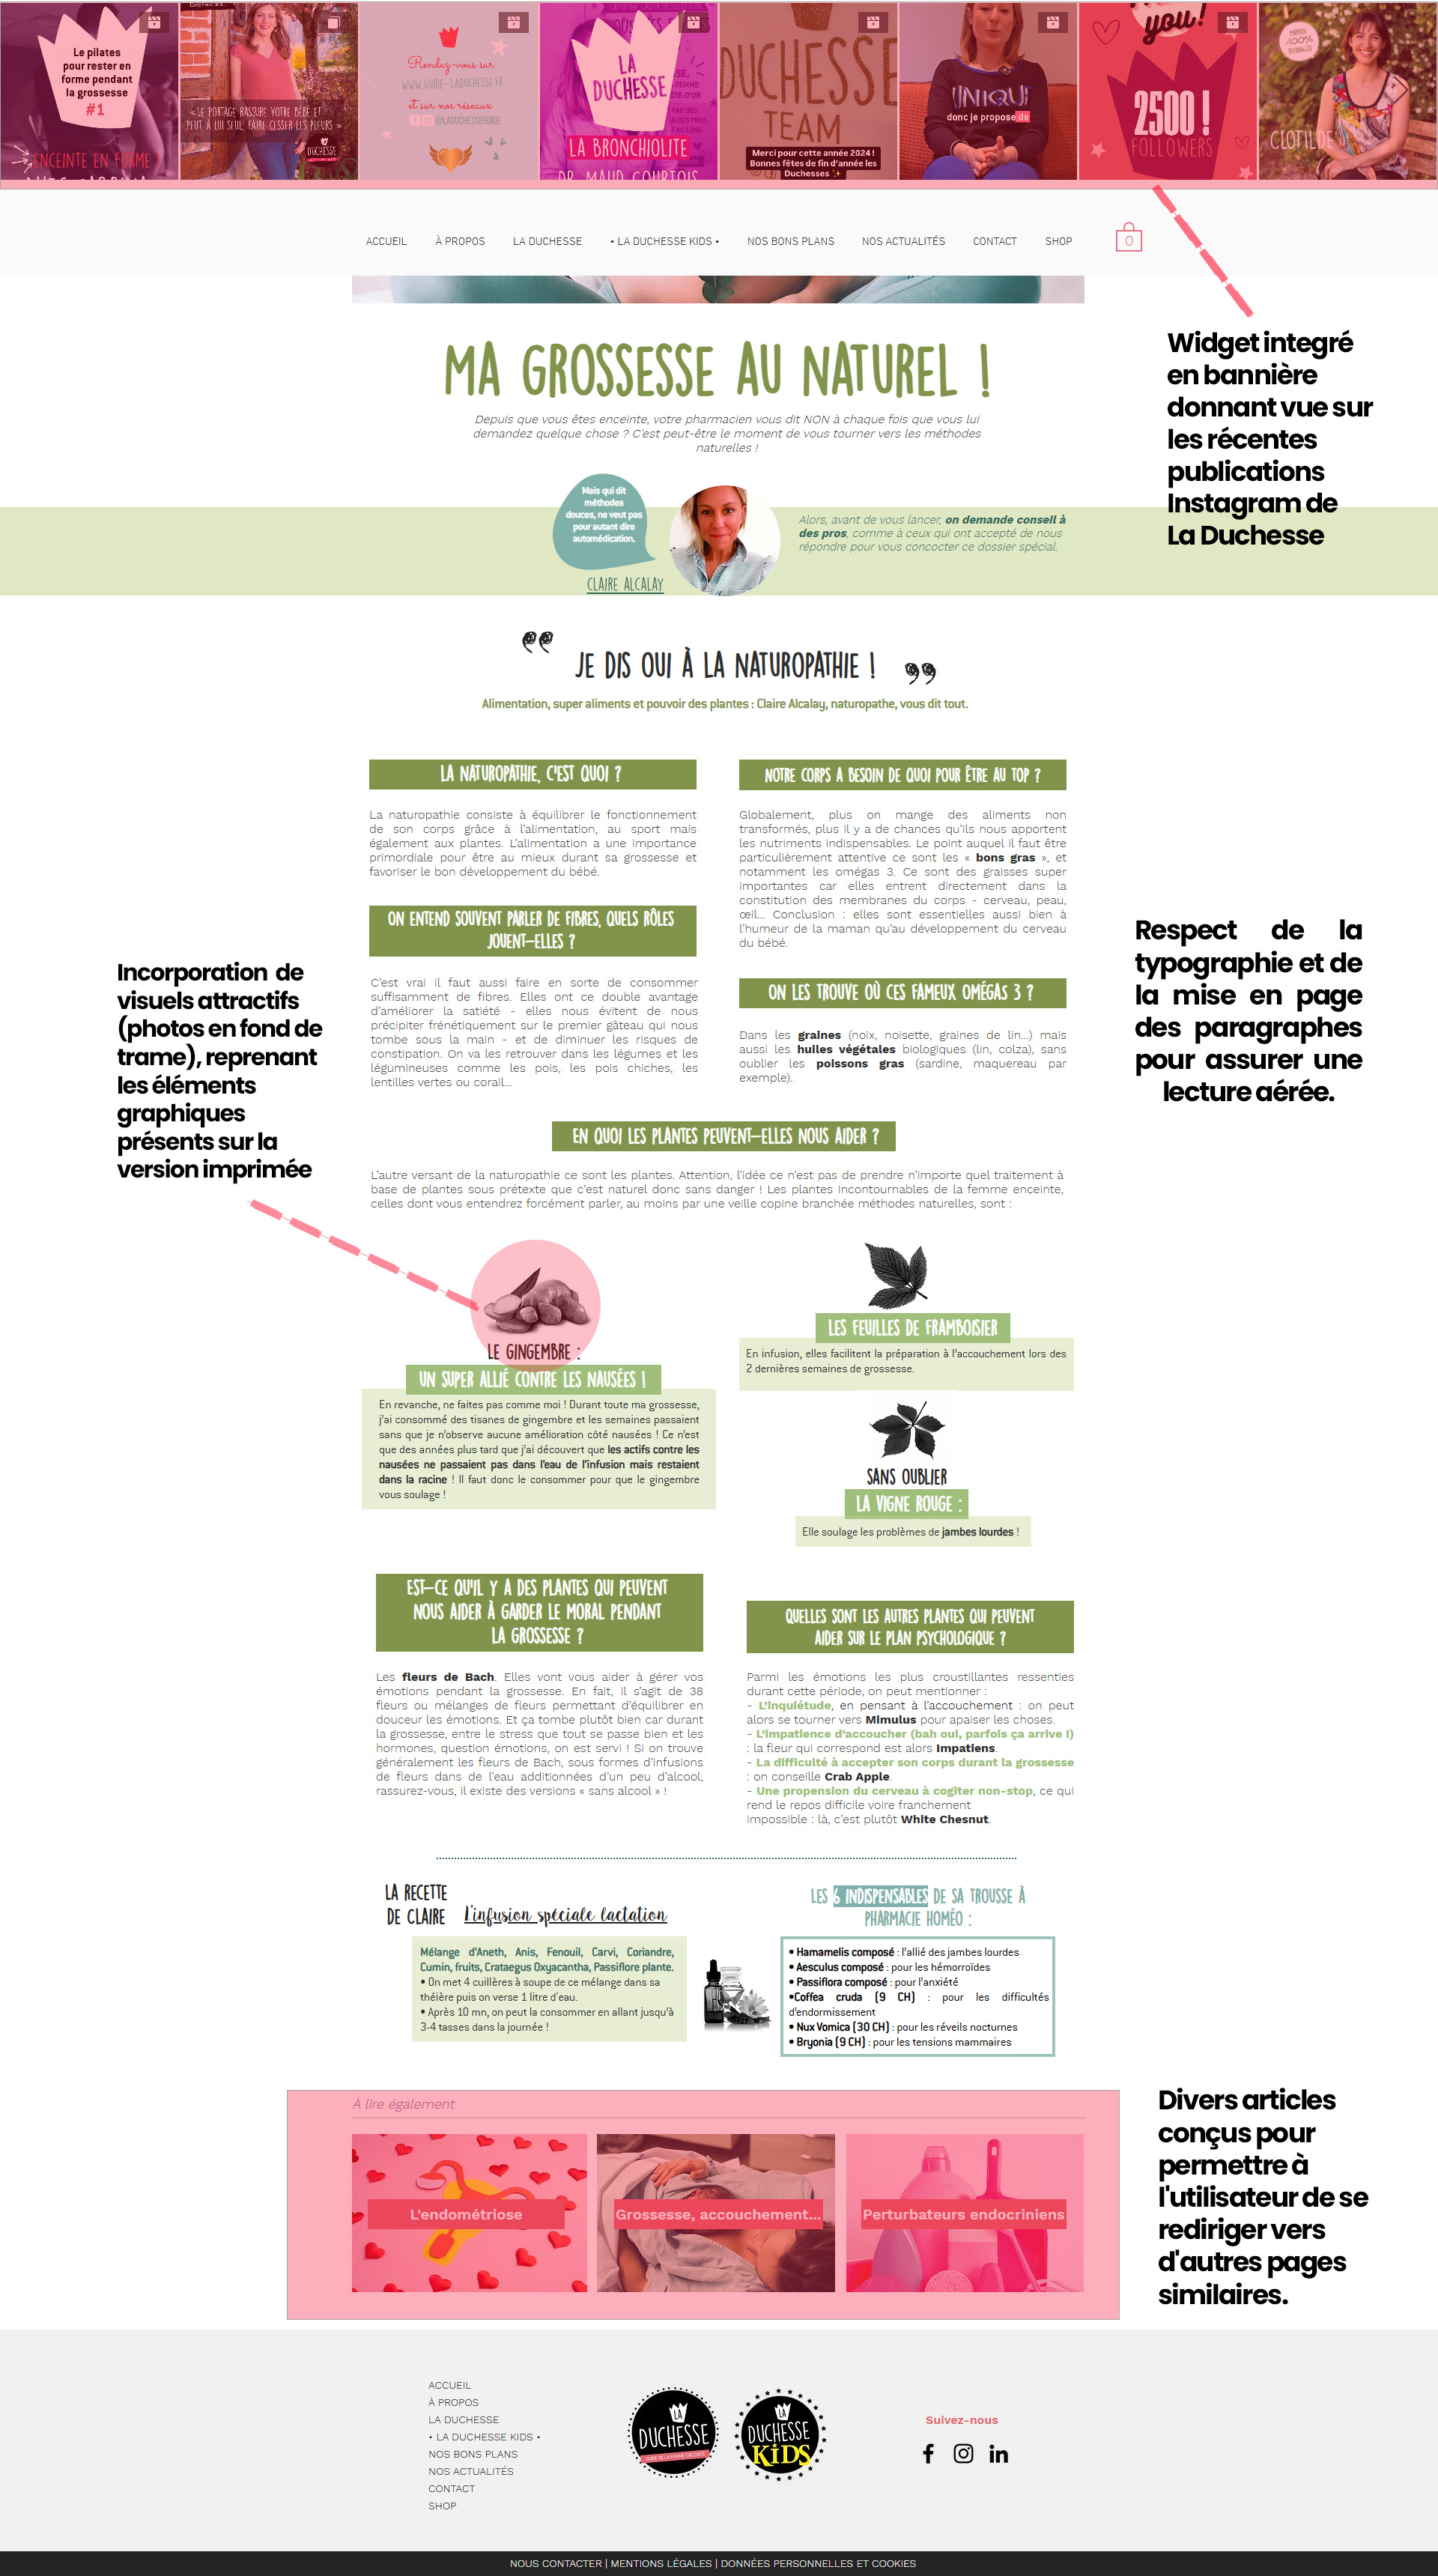 Le pilates
pour rester en
forme pendant
la grossesse
#1
ENCEINTE EN FORME !
« LE PORTAGE RASSURE VOTRE BÉBÉ ET
PEUT, À LUI SEUL, FAIRE CESSER LES PLEURS »
DUCHESSE
Rendez-vous sur
WWW.GUIDE-LADUCHESSE.FR
et sur nos réseaux
@LADUCHESSEGUIDE
LA
DUCHESSE
LA BRONCHIOLITE
DR. MAUD COURTOIS
DUCHESSE
TEAM
Merci pour cette année 2024 !
Bonnes fêtes de fin d'année les
Duchesses
UNIQUE
donc je propose de
you!
2500 !
FOLLOWERS
MAMAN
100%
CLOTILDE
ACCUEIL À PROPOS LA DUCHESSE • LA DUCHESSE KIDS • NOS BONS PLANS NOS ACTUALITÉS CONTACT SHOP 0
Widget integré
en bannière
donnant vue sur
les récentes
publications
Instagram de
La Duchesse
MA GROSSESSE AU NATUREL !
Depuis que vous êtes enceinte, votre pharmacien vous dit NON à chaque fois que vous lui
demandez quelque chose ? C'est peut-être le moment de vous tourner vers les méthodes
naturelles !
Mais qui dit
méthodes
douces, ne veut pas
pour autant dire
automédication.
CLAIRE ALCALAY
Alors, avant de vous lancer, on demande conseil à
des pros, comme à ceux qui ont accepté de nous
répondre pour vous concocter ce dossier spécial.
JE DIS OUI À LA NATUROPATHIE !
Alimentation, super aliments et pouvoir des plantes : Claire Alcalay, naturopathe, vous dit tout.
LA NATUROPATHIE, C'EST QUOI ?
La naturopathie consiste à équilibrer le fonctionnement
de son corps grâce à l'alimentation, au sport mais
également aux plantes. L'alimentation a une importance
primordiale pour être au mieux durant sa grossesse et
favoriser le bon développement du bébé.
ON ENTEND SOUVENT PARLER DE FIBRES, QUELS RÔLES
JOUENT-ELLES ?
C'est vrai il faut aussi faire en sorte de consommer
suffisamment de fibres. Elles ont ce double avantage
d'améliorer la satiété - elles nous évitent de nous
précipiter frénétiquement sur le premier gâteau qui nous
tombe sous la main - et de diminuer les risques de
constipation. On va les retrouver dans les légumes et les
légumineuses comme les pois, les pois chiches, les
lentilles vertes ou corail...
NOTRE CORPS A BESOIN DE QUOI POUR ÊTRE AU TOP ?
Globalement, plus on mange des aliments non
transformés, plus il y a de chances qu'ils nous apportent
les nutriments indispensables. Le point auquel il faut être
particulièrement attentive ce sont les « bons gras », et
notamment les omégas 3. Ce sont des graisses super
importantes car elles entrent directement dans la
constitution des membranes du corps - cerveau, peau,
œil... Conclusion : elles sont essentielles aussi bien à
l'humeur de la maman qu'au développement du cerveau
du bébé.
ON LES TROUVE OÙ CES FAMEUX OMÉGAS 3 ?
Dans les graines (noix, noisette, graines de lin...) mais
aussi les huiles végétales biologiques (lin, colza), sans
oublier les poissons gras (sardine, maquereau par
exemple).
Respect de la
typographie et de
la mise en page
des paragraphes
pour assurer une
lecture aérée.
Incorporation de
visuels attractifs
(photos en fond de
trame), reprenant
les éléments
graphiques
présents sur la
version imprimée
EN QUOI LES PLANTES PEUVENT-ELLES NOUS AIDER ?
L'autre versant de la naturopathie ce sont les plantes. Attention, l'idée ce n'est pas de prendre n'importe quel traitement à
base de plantes sous prétexte que c'est naturel donc sans danger ! Les plantes incontournables de la femme enceinte,
celles dont vous entendrez forcément parler, au moins par une veille copine branchée méthodes naturelles, sont :
LE GINGEMBRE :
UN SUPER ALLIÉ CONTRE LES NAUSÉES !
En revanche, ne faites pas comme moi ! Durant toute ma grossesse,
j'ai consommé des tisanes de gingembre et les semaines passaient
sans que je n'observe aucune amélioration côté nausées ! Ce n'est
que des années plus tard que j'ai découvert que les actifs contre les
nausées ne passaient pas dans l'eau de l'infusion mais restaient
dans la racine ! Il faut donc le consommer pour que le gingembre
vous soulage !
LES FEUILLES DE FRAMBOISIER
En infusion, elles facilitent la préparation à l'accouchement lors des
2 dernières semaines de grossesse.
SANS OUBLIER
LA VIGNE ROUGE :
Elle soulage les problèmes de jambes lourdes !
EST-CE QU'IL Y A DES PLANTES QUI PEUVENT
NOUS AIDER À GARDER LE MORAL PENDANT
LA GROSSESSE ?
Les fleurs de Bach. Elles vont vous aider à gérer vos
émotions pendant la grossesse. En fait, il s'agit de 38
fleurs ou mélanges de fleurs permettant d'équilibrer en
douceur les émotions. Et ça tombe plutôt bien car durant
la grossesse, entre le stress que tout se passe bien et les
hormones, question émotions, on est servi ! Si on trouve
généralement les fleurs de Bach, sous formes d'infusions
de fleurs dans de l'eau additionnées d'un peu d'alcool,
rassurez-vous, il existe des versions « sans alcool » !
QUELLES SONT LES AUTRES PLANTES QUI PEUVENT
AIDER SUR LE PLAN PSYCHOLOGIQUE ?
Parmi les émotions les plus croustillantes ressenties
durant cette période, on peut mentionner :
- L'inquiétude, en pensant à l'accouchement : on peut
alors se tourner vers Mimulus pour apaiser les choses.
- L'impatience d'accoucher (bah oui, parfois ça arrive !)
: la fleur qui correspond est alors Impatiens.
- La difficulté à accepter son corps durant la grossesse
: on conseille Crab Apple.
- Une propension du cerveau à cogiter non-stop, ce qui
rend le repos difficile voire franchement
impossible : là, c'est plutôt White Chesnut.
LA RECETTE
DE CLAIRE
L'infusion spéciale lactation
Mélange d'Aneth, Anis, Fenouil, Carvi, Coriandre,
Cumin, fruits, Crataegus Oxyacantha, Passiflore plante.
• On met 4 cuillères à soupe de ce mélange dans sa
théière puis on verse 1 litre d'eau.
• Après 10 mn, on peut la consommer en allant jusqu'à
3-4 tasses dans la journée !
LES 6 INDISPENSABLES DE SA TROUSSE À
PHARMACIE HOMÉO :
• Hamamelis composé : l'allié des jambes lourdes
• Aesculus composé : pour les hémorroïdes
• Passiflora composé : pour l'anxiété
•Coffea cruda (9 CH) : pour les difficultés
d'endormissement
• Nux Vomica (30 CH) : pour les réveils nocturnes
• Bryonia (9 CH) : pour les tensions mammaires
À lire également
L'endométriose
Grossesse, accouchement...
Perturbateurs endocriniens
Divers articles
conçus pour
permettre à
l'utilisateur de se
rediriger vers
d'autres pages
similaires.
ACCUEIL
À PROPOS
LA DUCHESSE
• LA DUCHESSE KIDS •
NOS BONS PLANS
NOS ACTUALITÉS
CONTACT
SHOP
LA
DUCHESSE
GUIDE DE LA FEMME ENCEINTE
LA
DUCHESSE
KiDS
Suivez-nous
NOUS CONTACTER | MENTIONS LÉGALES | DONNÉES PERSONNELLES ET COOKIES